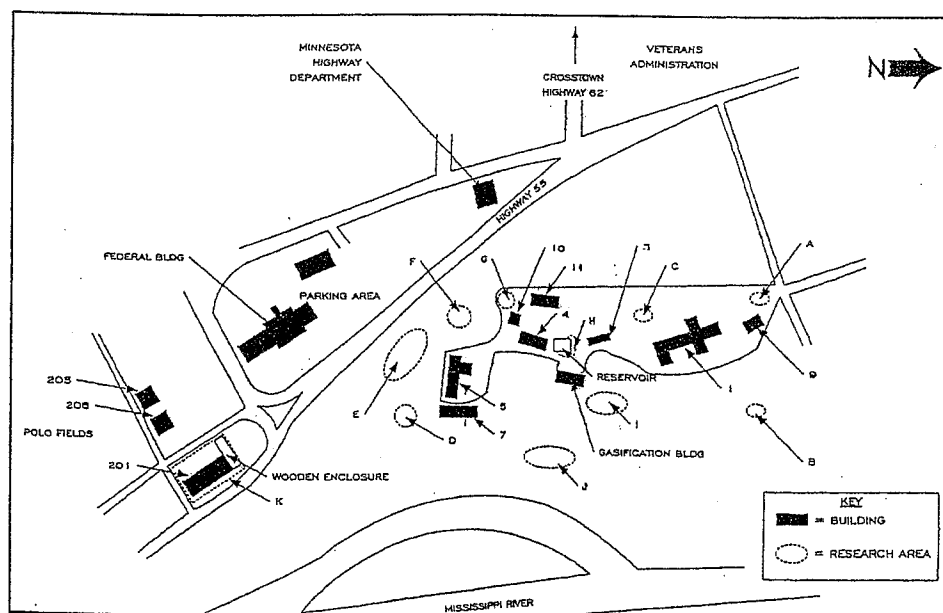 MINNESOTA
HIGHWAY
DEPARTMENT
CROSSTOWN
HIGHWAY 62
VETERANS
ADMINISTRATION
N
HIGHWAY 55
FEDERAL BLDG
PARKING AREA
F
G
10
11
3
C
A
4
H
RESERVOIR
1
9
205
206
POLO FIELDS
E
D
5
7
I
B
GASIFICATION BLDG
J
201
WOODEN ENCLOSURE
K
KEY
= BUILDING
= RESEARCH AREA
MISSISSIPPI RIVER